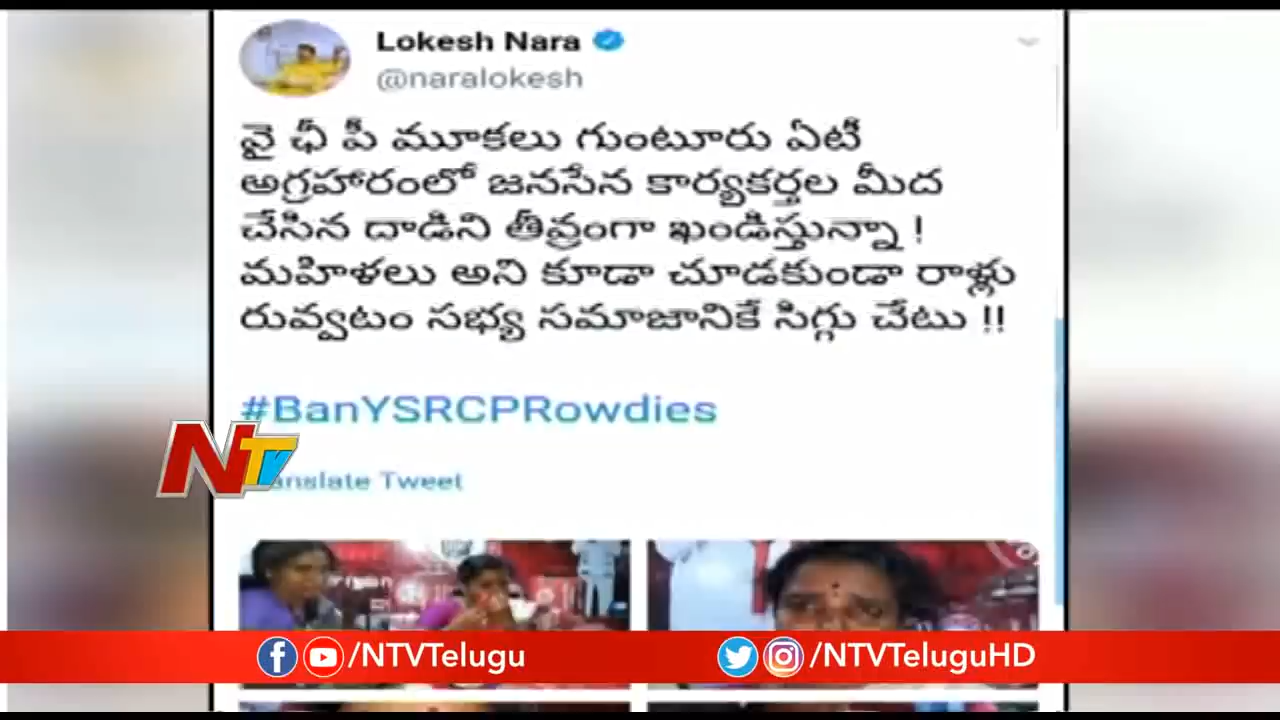 Lokesh Nara
@naralokesh
వై ఛీ పీ మూకలు గుంటూరు ఏటీ
అగ్రహారంలో జనసేన కార్యకర్తల మీద
చేసిన దాడిని తీవ్రంగా ఖండిస్తున్నా !
మహిళలు అని కూడా చూడకుండా రాళ్లు
రువ్వటం సభ్య సమాజానికే సిగ్గు చేటు !!
#BanYSRCPRowdies
NTV
anslate Tweet
/NTVTelugu
/NTVTeluguHD